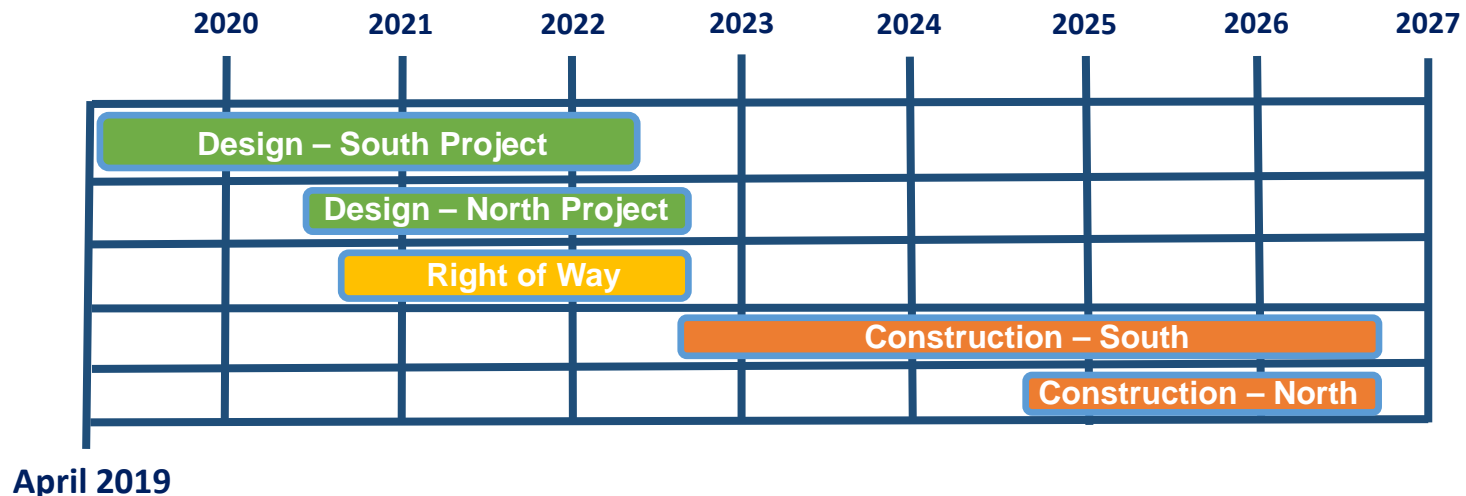 2020 2021 2022 2023 2024 2025 2026 2027
Design – South Project
Design – North Project
Right of Way
Construction – South
Construction – North
April 2019